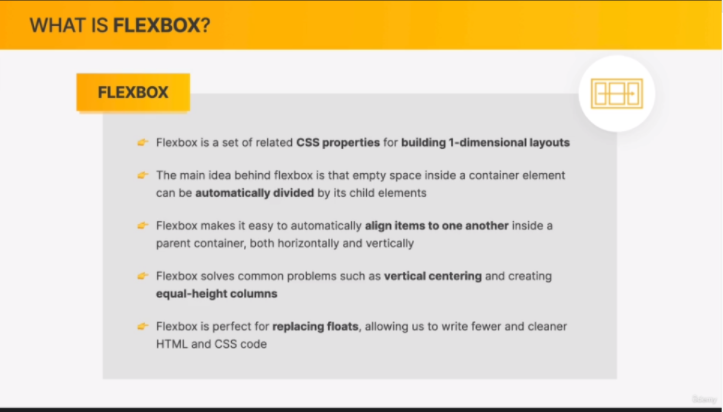 WHAT IS FLEXBOX?
FLEXBOX
Flexbox is a set of related CSS properties for building 1-dimensional layouts
The main idea behind flexbox is that empty space inside a container element
can be automatically divided by its child elements
Flexbox makes it easy to automatically align items to one another inside a
parent container, both horizontally and vertically
Flexbox solves common problems such as vertical centering and creating
equal-height columns
Flexbox is perfect for replacing floats, allowing us to write fewer and cleaner
HTML and CSS code
Udemy